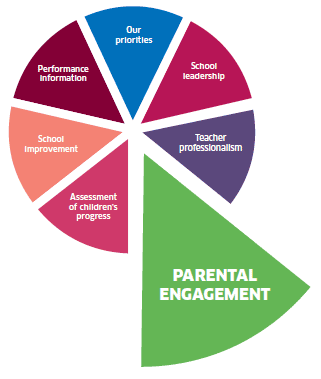 Our
priorities
School
leadership
Teacher
professionalism
PARENTAL
ENGAGEMENT
Assessment
of children's
progress
School
improvement
Performance
information